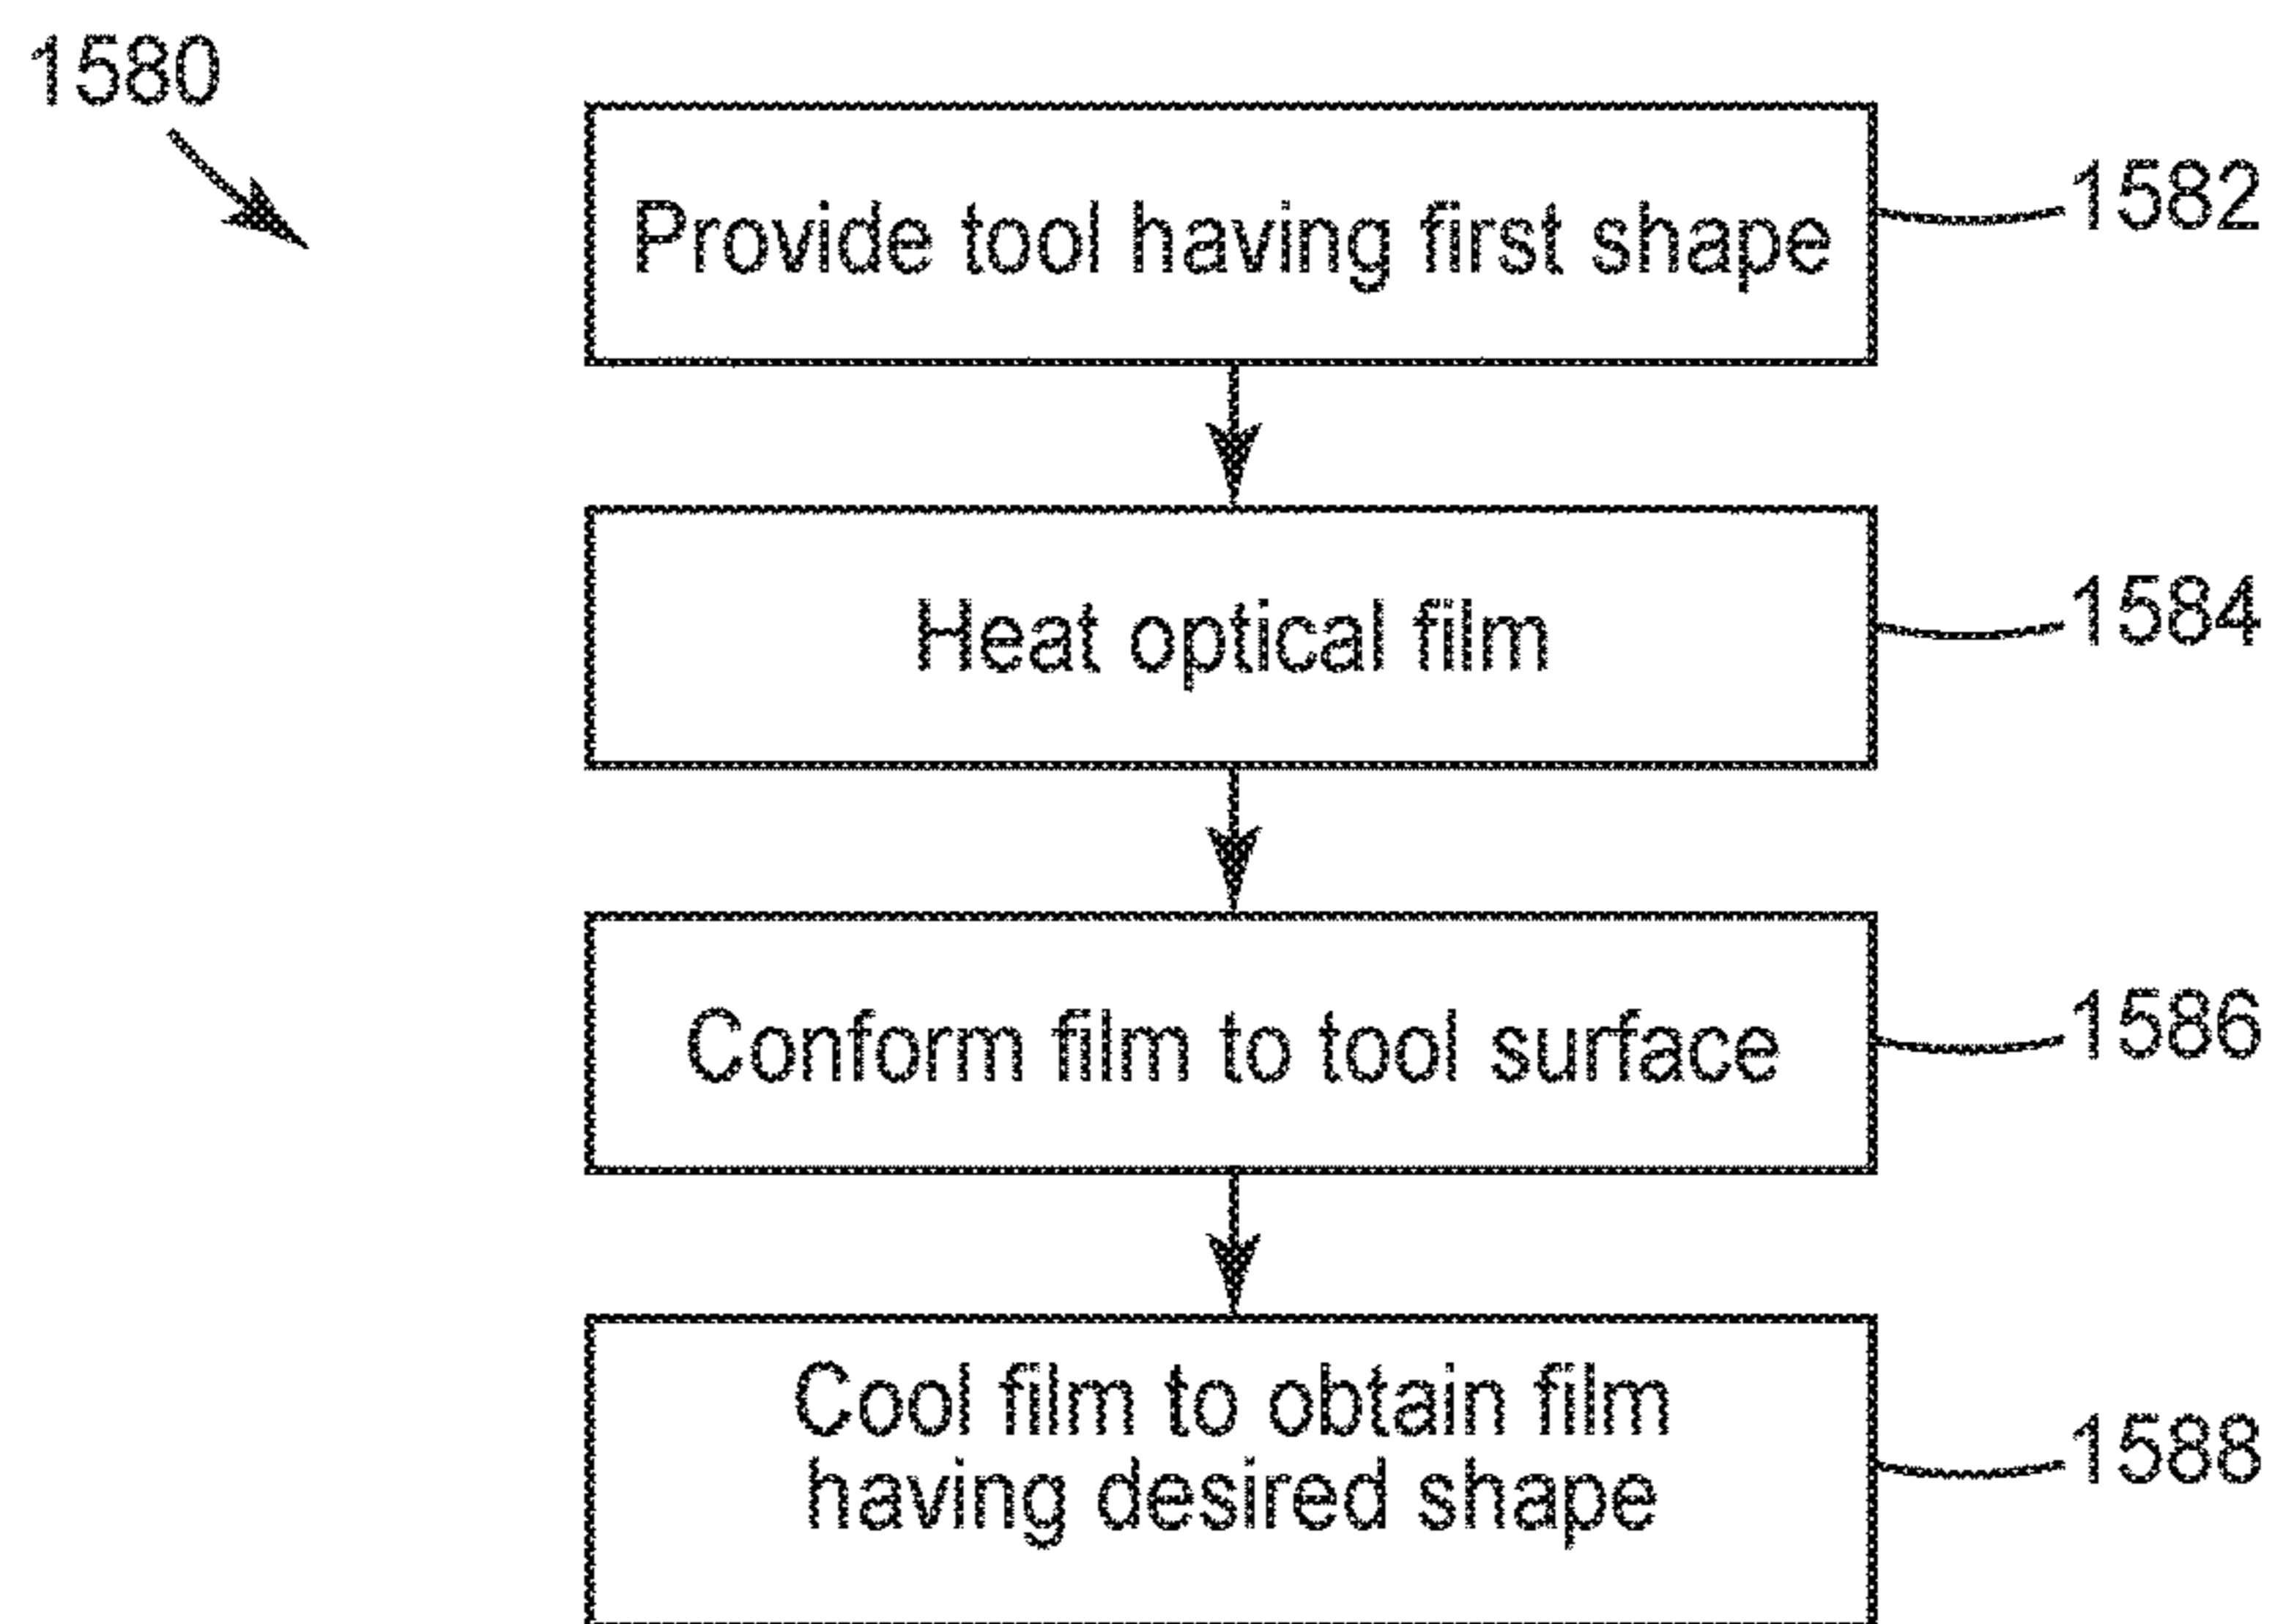 1580
Provide tool having first shape
1582
Heat optical film
1584
Conform film to tool surface
1586
Cool film to obtain film
having desired shape
1588